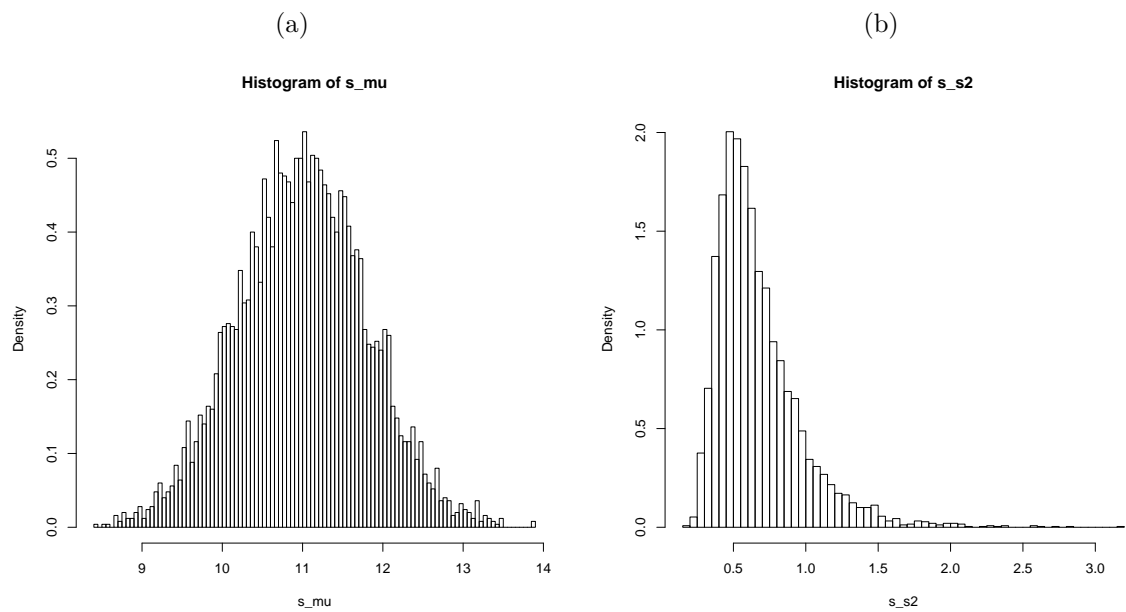 (a)
Histogram of s_mu
Density
0.0 0.1 0.2 0.3 0.4 0.5
9 10 11 12 13 14
s_mu
(b)
Histogram of s_s2
Density
0.0 0.5 1.0 1.5 2.0
0.5 1.0 1.5 2.0 2.5 3.0
s_s2